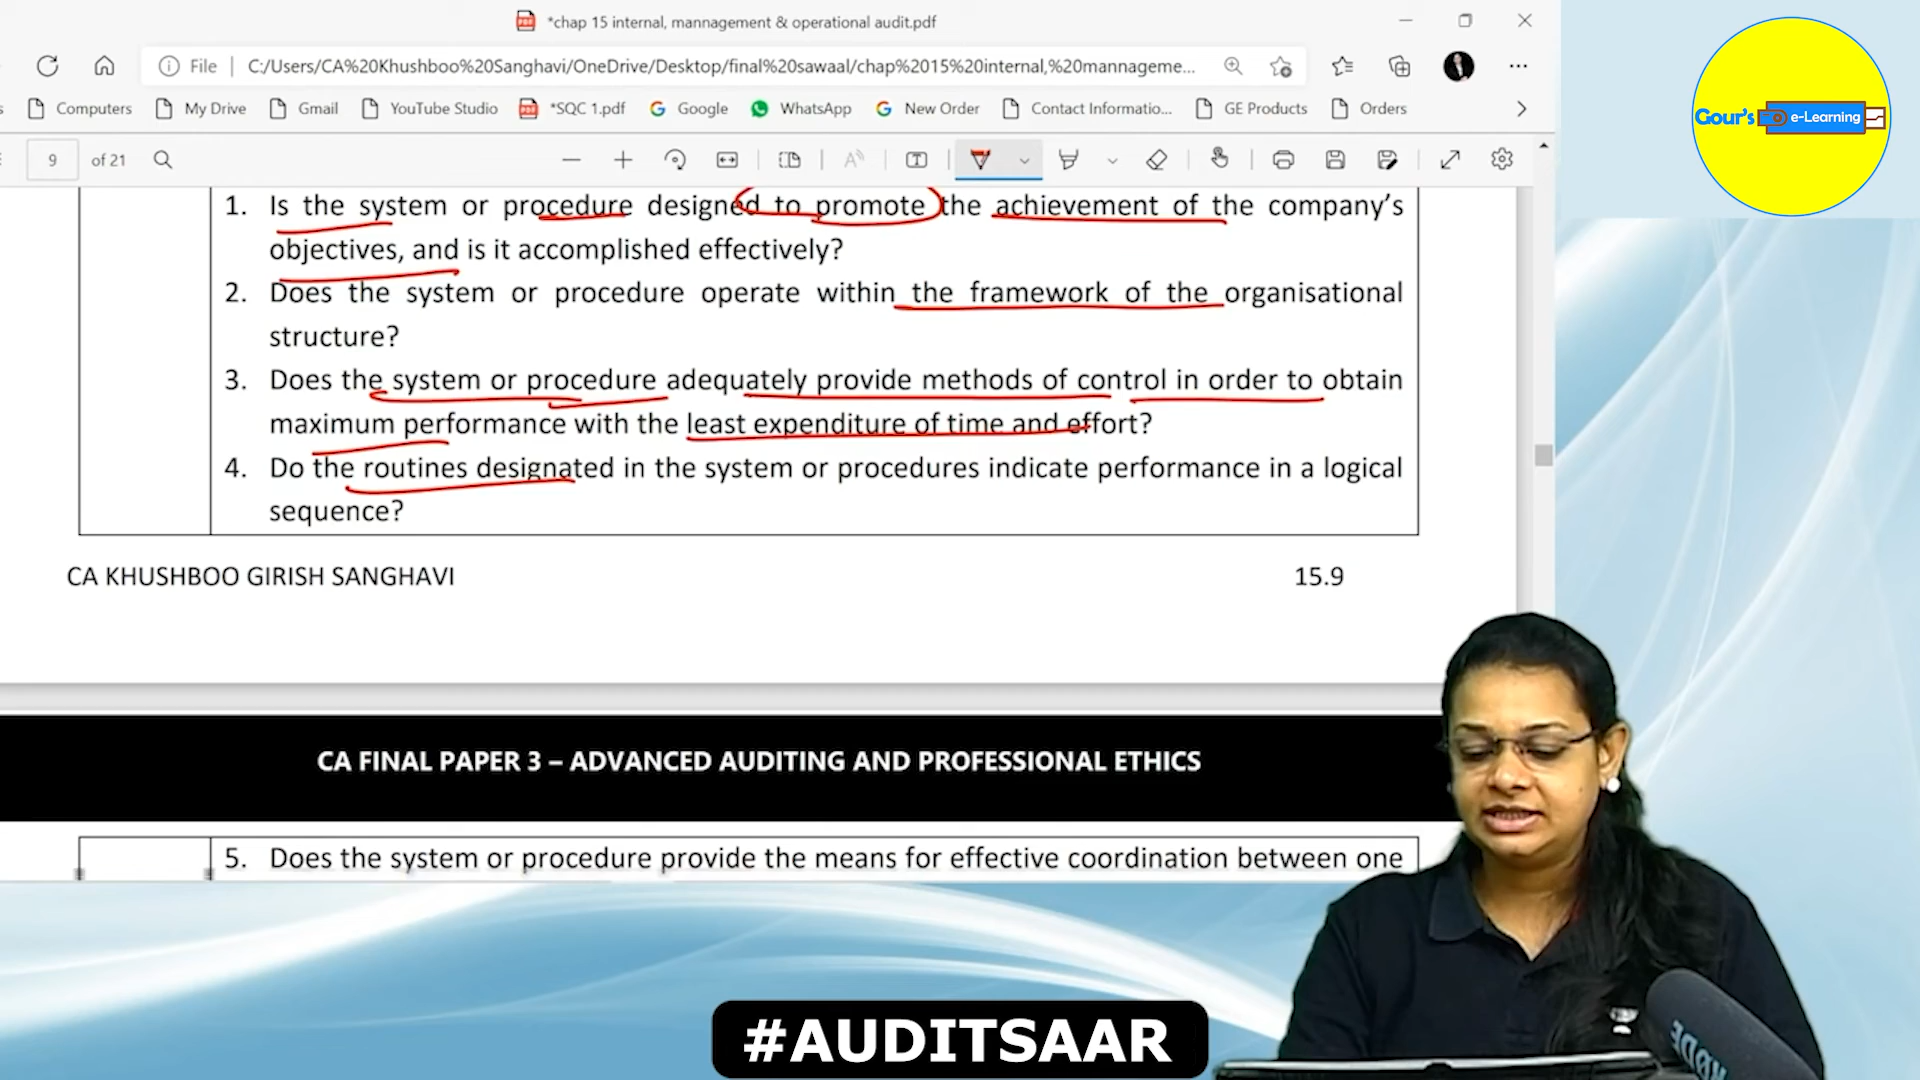 *chap 15 internal, mannagement & operational audit.pdf
File C:/Users/CA%20Khushboo%20Sanghavi/OneDrive/Desktop/final%20sawaal/chap%2015%20internal,%20mannageme...
Computers My Drive Gmail YouTube Studio *SQC 1.pdf Google WhatsApp New Order Contact Informatio... GE Products Orders
9 of 21
Gour's e-Learning
1. Is the system or procedure designed to promote the achievement of the company's
objectives, and is it accomplished effectively?
2. Does the system or procedure operate within the framework of the organisational
structure?
3. Does the system or procedure adequately provide methods of control in order to obtain
maximum performance with the least expenditure of time and effort?
4. Do the routines designated in the system or procedures indicate performance in a logical
sequence?
CA KHUSHBOO GIRISH SANGHAVI 15.9
CA FINAL PAPER 3 – ADVANCED AUDITING AND PROFESSIONAL ETHICS
5. Does the system or procedure provide the means for effective coordination between one
#AUDITSAAR